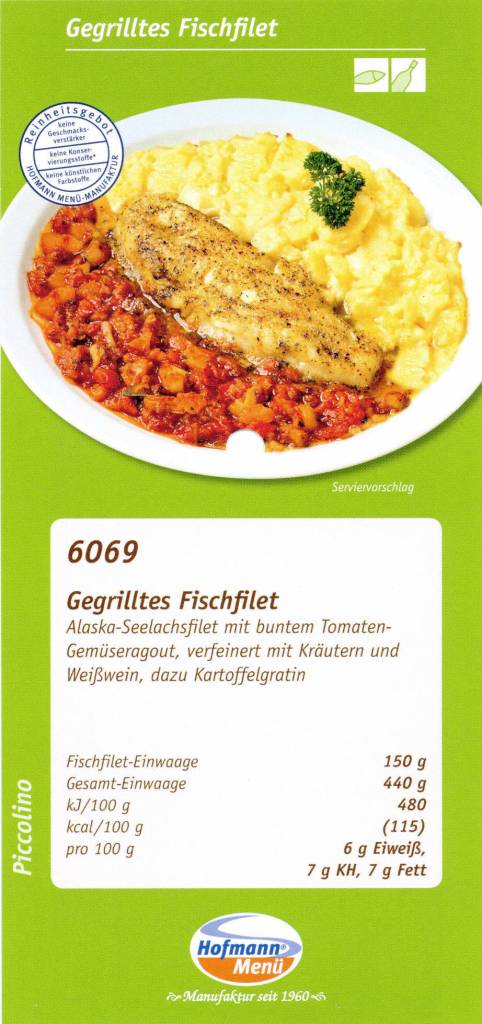 Gegrilltes Fischfilet
Reinheitsgebot
keine
Geschmacks-
verstärker
keine Konser-
vierungsstoffe*
keine künstlichen
Farbstoffe
HOFMANN MENÜ-MANUFAKTUR
Serviervorschlag
6069
Gegrilltes Fischfilet
Alaska-Seelachsfilet mit buntem Tomaten-
Gemüseragout, verfeinert mit Kräutern und
Weißwein, dazu Kartoffelgratin
Fischfilet-Einwaage 150 g
Gesamt-Einwaage 440 g
kJ/100 g 480
kcal/100 g (115)
pro 100 g 6 g Eiweiß,
7 g KH, 7 g Fett
Piccolino
Hofmann®
Menü
Manufaktur seit 1960